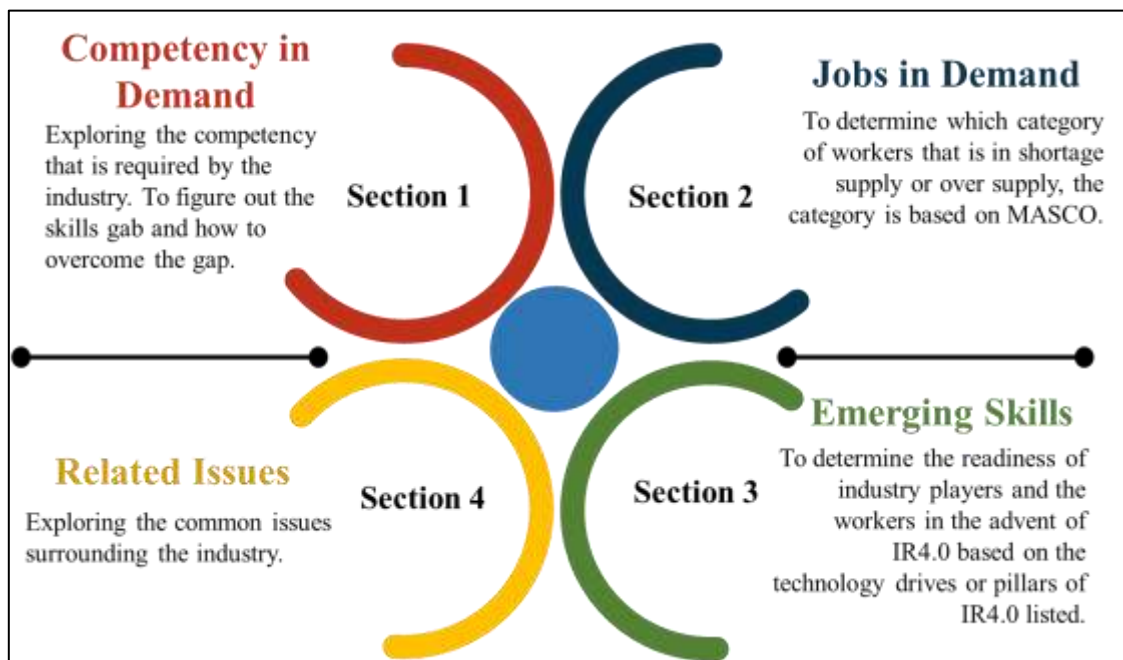 Competency in
Demand
Exploring the competency
that is required by the
industry. To figure out the
skills gab and how to
overcome the gap.
Section 1
Jobs in Demand
To determine which category
of workers that is in shortage
supply or over supply, the
category is based on MASCO.
Section 2
Emerging Skills
To determine the readiness of
industry players and the
workers in the advent of
IR4.0 based on the
technology drives or pillars of
IR4.0 listed.
Section 3
Related Issues
Exploring the common issues
surrounding the industry.
Section 4